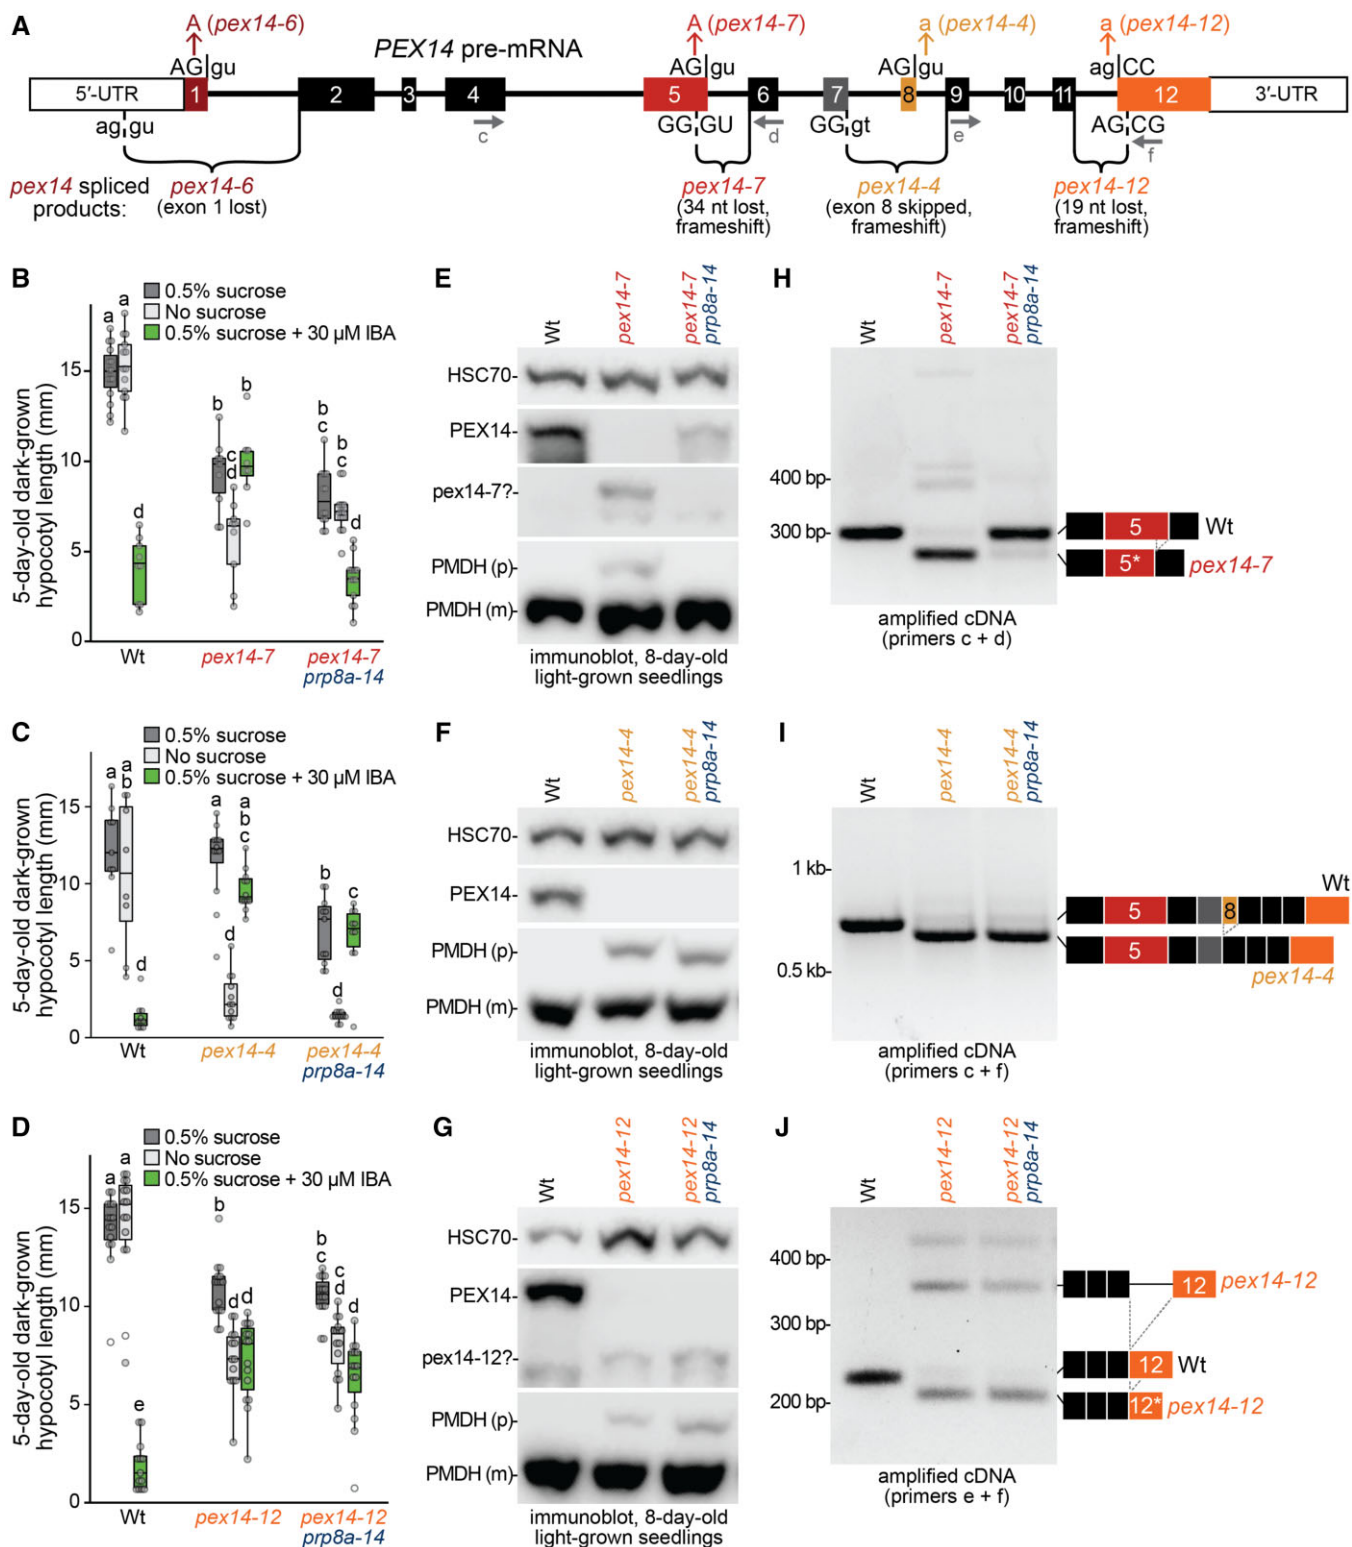 A
A (pex14-6)
A (pex14-7)
a (pex14-4)
a (pex14-12)
PEX14 pre-mRNA
AG|gu
AG|gu
AG|gu
ag|CC
5′-UTR
1
2
3
4
5
6
7
8
9
10
11
12
3′-UTR
ag¦gu
c
GG¦GU
d
GG¦gt
e
AG¦CG
f
pex14 spliced products:
pex14-6
(exon 1 lost)
pex14-7
(34 nt lost, frameshift)
pex14-4
(exon 8 skipped, frameshift)
pex14-12
(19 nt lost, frameshift)
B
0.5% sucrose
No sucrose
0.5% sucrose + 30 μM IBA
5-day-old dark-grown
hypocotyl length (mm)
15
10
5
0
a
a
d
b
c
d
b
b
c
b
c
d
Wt
pex14-7
pex14-7
prp8a-14
C
0.5% sucrose
No sucrose
0.5% sucrose + 30 μM IBA
5-day-old dark-grown
hypocotyl length (mm)
15
10
5
0
a
a
b
d
a
d
a
b
c
b
d
c
Wt
pex14-4
pex14-4
prp8a-14
D
0.5% sucrose
No sucrose
0.5% sucrose + 30 μM IBA
5-day-old dark-grown
hypocotyl length (mm)
15
10
5
0
a
a
e
b
d
d
b
c
c
d
d
Wt
pex14-12
pex14-12
prp8a-14
E
Wt
pex14-7
pex14-7
prp8a-14
HSC70
PEX14
pex14-7?
PMDH (p)
PMDH (m)
immunoblot, 8-day-old
light-grown seedlings
F
Wt
pex14-4
pex14-4
prp8a-14
HSC70
PEX14
PMDH (p)
PMDH (m)
immunoblot, 8-day-old
light-grown seedlings
G
Wt
pex14-12
pex14-12
prp8a-14
HSC70
PEX14
pex14-12?
PMDH (p)
PMDH (m)
immunoblot, 8-day-old
light-grown seedlings
H
Wt
pex14-7
pex14-7
prp8a-14
400 bp
300 bp
5
Wt
5*
pex14-7
amplified cDNA
(primers c + d)
I
Wt
pex14-4
pex14-4
prp8a-14
1 kb
0.5 kb
Wt
5
8
5
pex14-4
amplified cDNA
(primers c + f)
J
Wt
pex14-12
pex14-12
prp8a-14
400 bp
300 bp
200 bp
12
pex14-12
12
Wt
12*
pex14-12
amplified cDNA
(primers e + f)